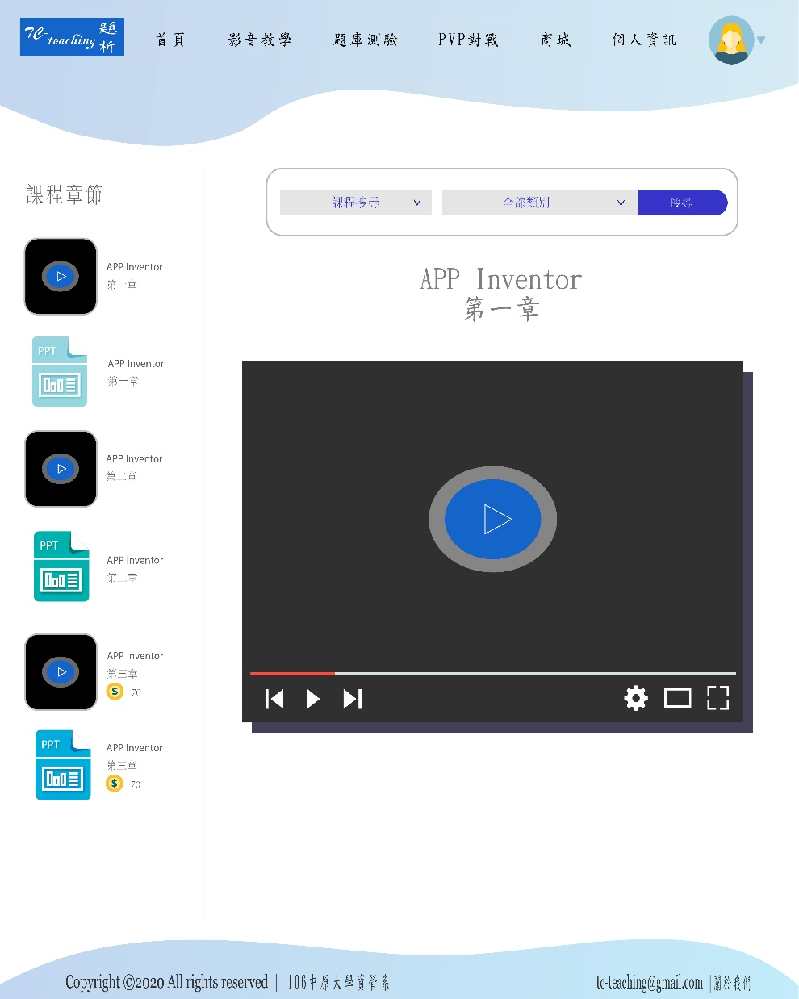 7C-teaching 題析
首頁 影音教學 題庫測驗 PVP對戰 商城 個人資訊
課程章節
課程搜尋 全部類別 搜尋
APP Inventor
第一章
APP Inventor
第一章
PPT
APP Inventor
第一章
APP Inventor
第二章
PPT
APP Inventor
第二章
APP Inventor
第三章
$ 70
PPT
APP Inventor
第三章
$ 70
Copyright ©2020 All rights reserved | 106中原大學資管系
tc-teaching@gmail.com |關於我們